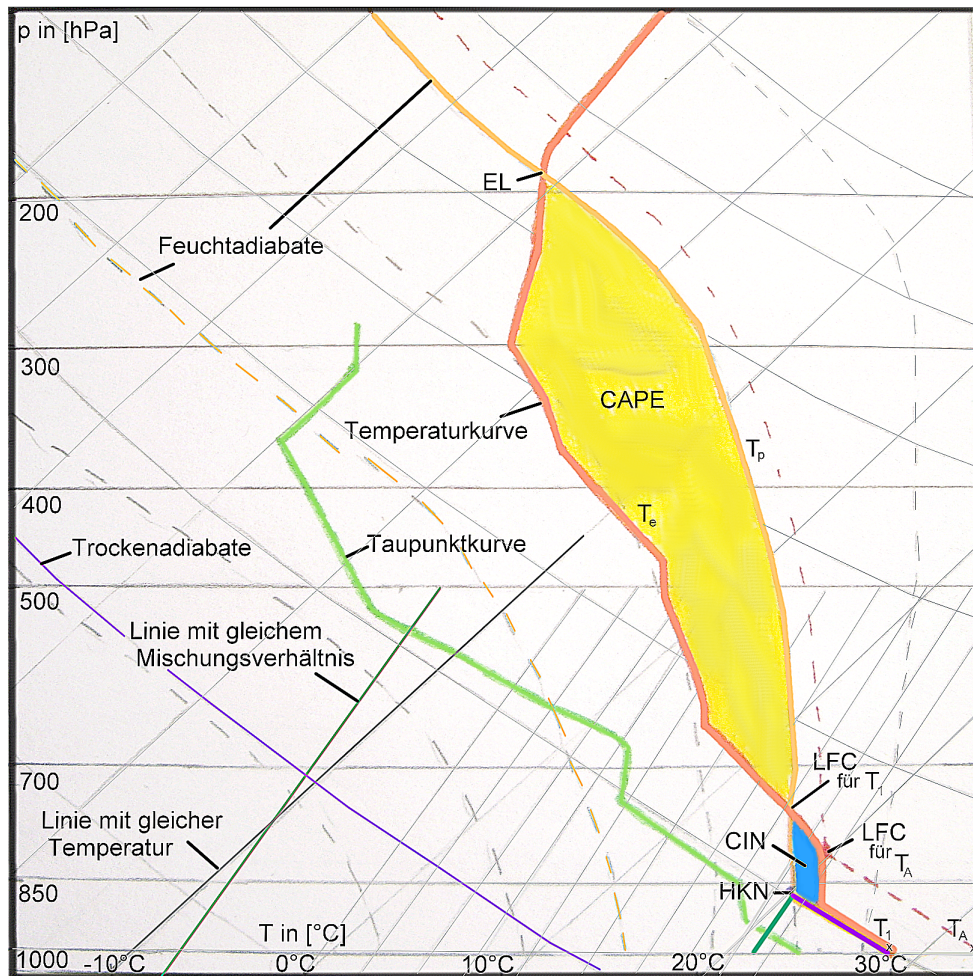 p in [hPa]
EL
200
Feuchtadiabate
300
CAPE
Temperaturkurve
Tp
400
Te
Trockenadiabate
Taupunktkurve
500
Linie mit gleichem
Mischungsverhältnis
700
LFC
für T1
Linie mit gleicher
Temperatur
CIN
LFC
für TA
850
HKN
T in [°C]
T1
x
TA
1000
-10°C
0°C
10°C
20°C
30°C